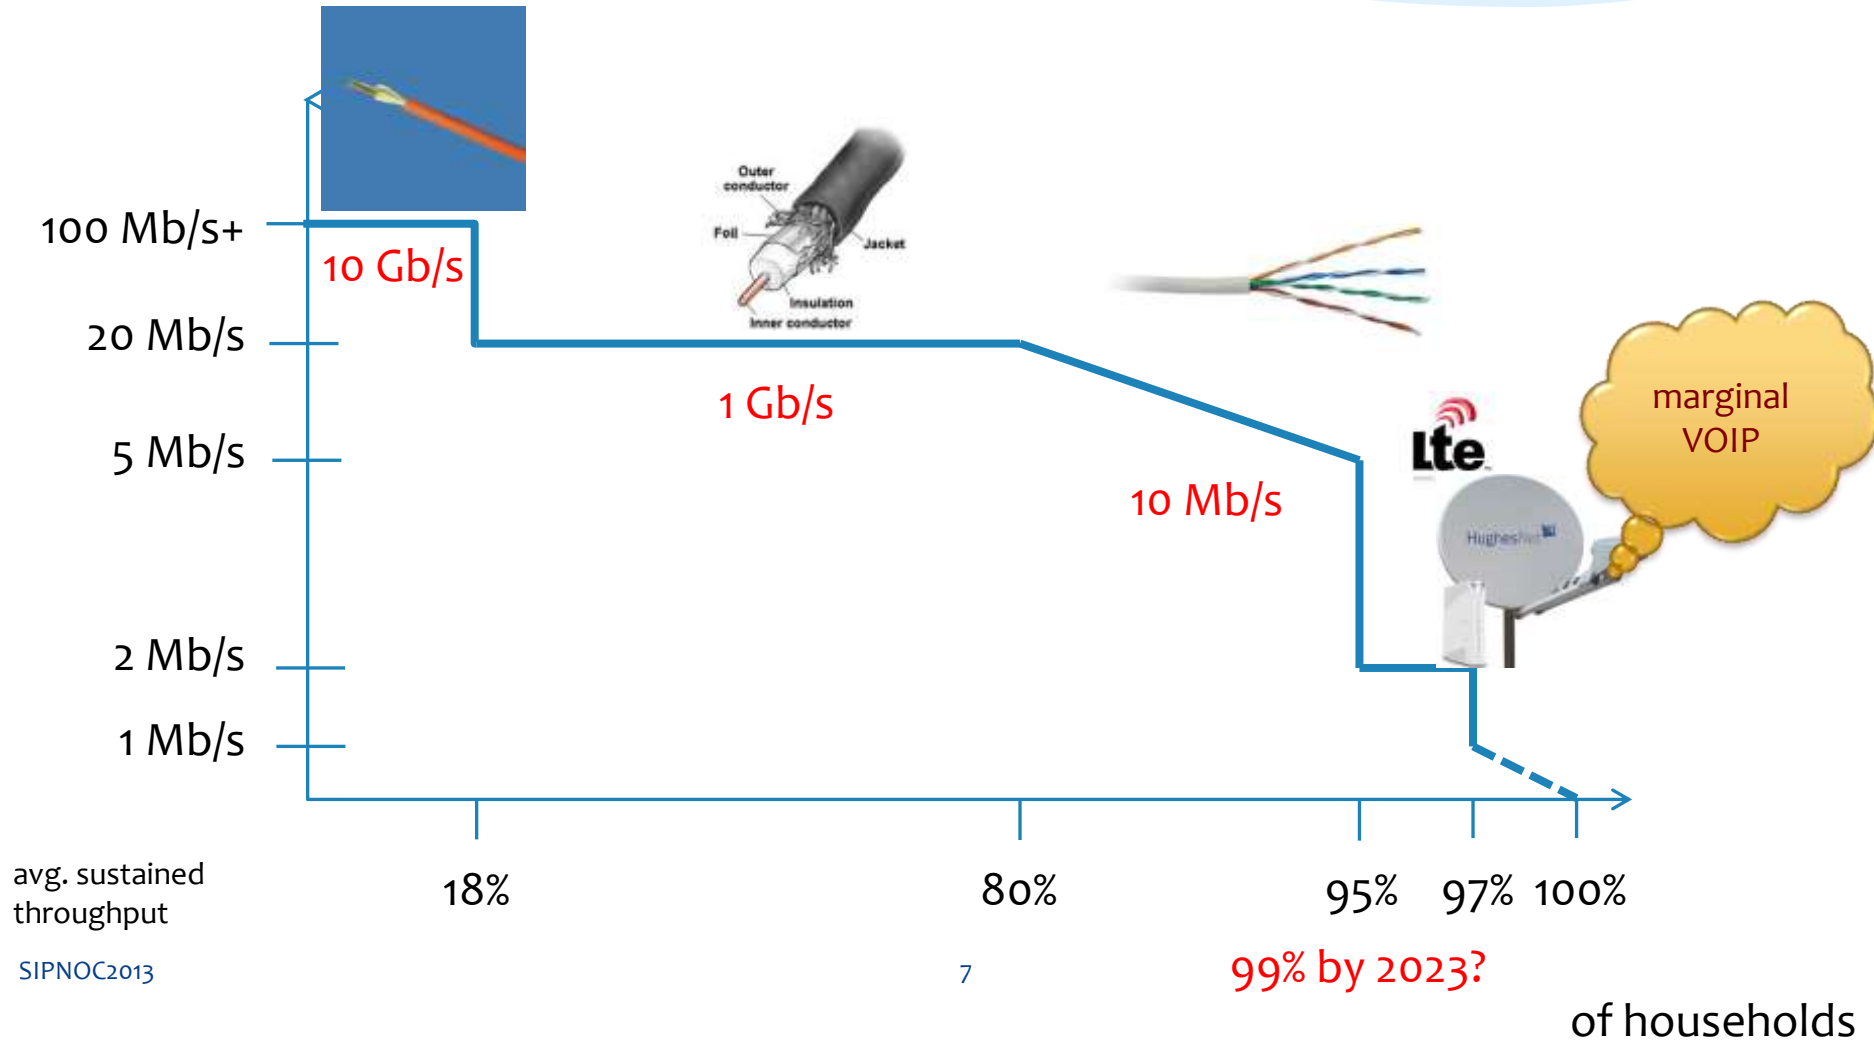 Outer
conductor
Foil
Jacket
Insulation
Inner conductor
100 Mb/s+
10 Gb/s
20 Mb/s
1 Gb/s
5 Mb/s
10 Mb/s
Lte
marginal
VOIP
HughesNet
2 Mb/s
1 Mb/s
avg. sustained
throughput
18%
80%
95%
97%
100%
SIPNOC2013
7
99% by 2023?
of households